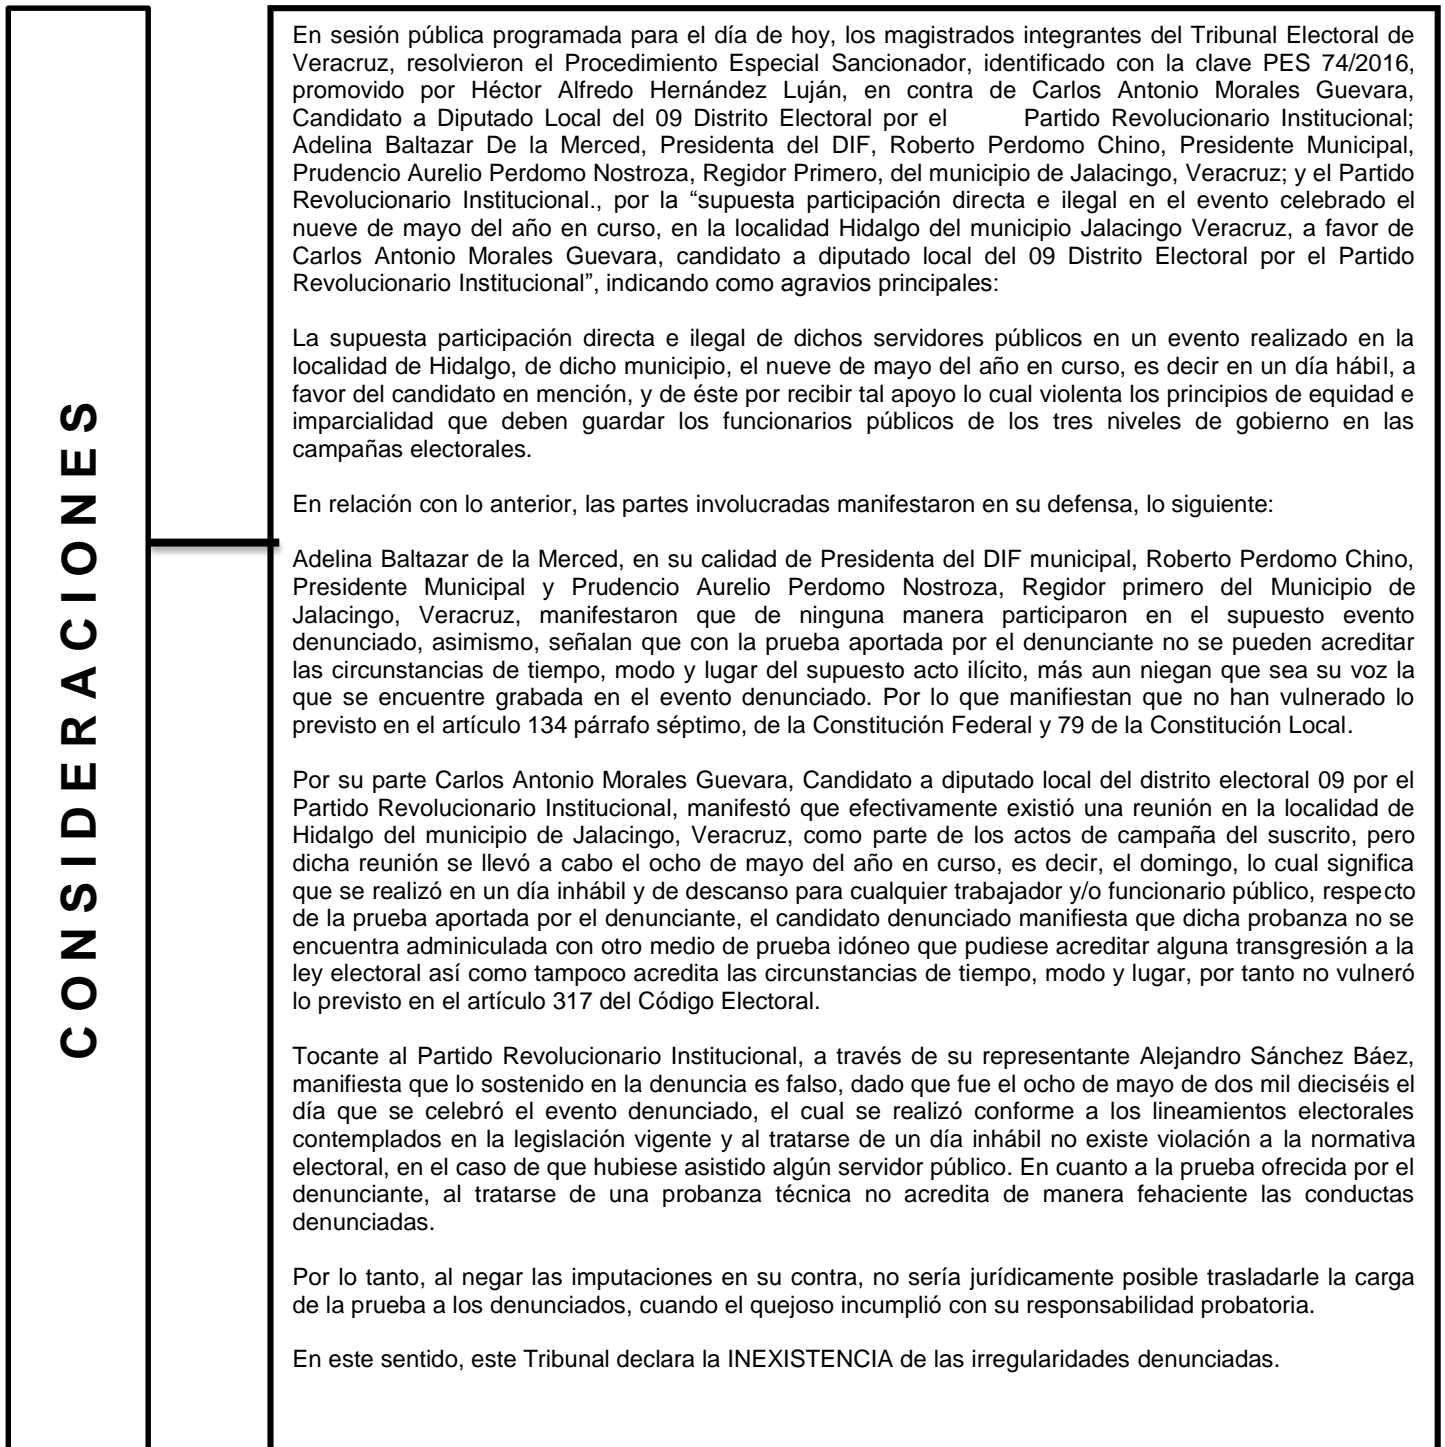 CONSIDERACIONES
En sesión pública programada para el día de hoy, los magistrados integrantes del Tribunal Electoral de
Veracruz, resolvieron el Procedimiento Especial Sancionador, identificado con la clave PES 74/2016,
promovido por Héctor Alfredo Hernández Luján, en contra de Carlos Antonio Morales Guevara,
Candidato a Diputado Local del 09 Distrito Electoral por el Partido Revolucionario Institucional;
Adelina Baltazar De la Merced, Presidenta del DIF, Roberto Perdomo Chino, Presidente Municipal,
Prudencio Aurelio Perdomo Nostroza, Regidor Primero, del municipio de Jalacingo, Veracruz; y el Partido
Revolucionario Institucional., por la “supuesta participación directa e ilegal en el evento celebrado el
nueve de mayo del año en curso, en la localidad Hidalgo del municipio Jalacingo Veracruz, a favor de
Carlos Antonio Morales Guevara, candidato a diputado local del 09 Distrito Electoral por el Partido
Revolucionario Institucional”, indicando como agravios principales:
La supuesta participación directa e ilegal de dichos servidores públicos en un evento realizado en la
localidad de Hidalgo, de dicho municipio, el nueve de mayo del año en curso, es decir en un día hábil, a
favor del candidato en mención, y de éste por recibir tal apoyo lo cual violenta los principios de equidad e
imparcialidad que deben guardar los funcionarios públicos de los tres niveles de gobierno en las
campañas electorales.
En relación con lo anterior, las partes involucradas manifestaron en su defensa, lo siguiente:
Adelina Baltazar de la Merced, en su calidad de Presidenta del DIF municipal, Roberto Perdomo Chino,
Presidente Municipal y Prudencio Aurelio Perdomo Nostroza, Regidor primero del Municipio de
Jalacingo, Veracruz, manifestaron que de ninguna manera participaron en el supuesto evento
denunciado, asimismo, señalan que con la prueba aportada por el denunciante no se pueden acreditar
las circunstancias de tiempo, modo y lugar del supuesto acto ilícito, más aun niegan que sea su voz la
que se encuentre grabada en el evento denunciado. Por lo que manifiestan que no han vulnerado lo
previsto en el artículo 134 párrafo séptimo, de la Constitución Federal y 79 de la Constitución Local.
Por su parte Carlos Antonio Morales Guevara, Candidato a diputado local del distrito electoral 09 por el
Partido Revolucionario Institucional, manifestó que efectivamente existió una reunión en la localidad de
Hidalgo del municipio de Jalacingo, Veracruz, como parte de los actos de campaña del suscrito, pero
dicha reunión se llevó a cabo el ocho de mayo del año en curso, es decir, el domingo, lo cual significa
que se realizó en un día inhábil y de descanso para cualquier trabajador y/o funcionario público, respecto
de la prueba aportada por el denunciante, el candidato denunciado manifiesta que dicha probanza no se
encuentra adminiculada con otro medio de prueba idóneo que pudiese acreditar alguna transgresión a la
ley electoral así como tampoco acredita las circunstancias de tiempo, modo y lugar, por tanto no vulneró
lo previsto en el artículo 317 del Código Electoral.
Tocante al Partido Revolucionario Institucional, a través de su representante Alejandro Sánchez Báez,
manifiesta que lo sostenido en la denuncia es falso, dado que fue el ocho de mayo de dos mil dieciséis el
día que se celebró el evento denunciado, el cual se realizó conforme a los lineamientos electorales
contemplados en la legislación vigente y al tratarse de un día inhábil no existe violación a la normativa
electoral, en el caso de que hubiese asistido algún servidor público. En cuanto a la prueba ofrecida por el
denunciante, al tratarse de una probanza técnica no acredita de manera fehaciente las conductas
denunciadas.
Por lo tanto, al negar las imputaciones en su contra, no sería jurídicamente posible trasladarle la carga
de la prueba a los denunciados, cuando el quejoso incumplió con su responsabilidad probatoria.
En este sentido, este Tribunal declara la INEXISTENCIA de las irregularidades denunciadas.